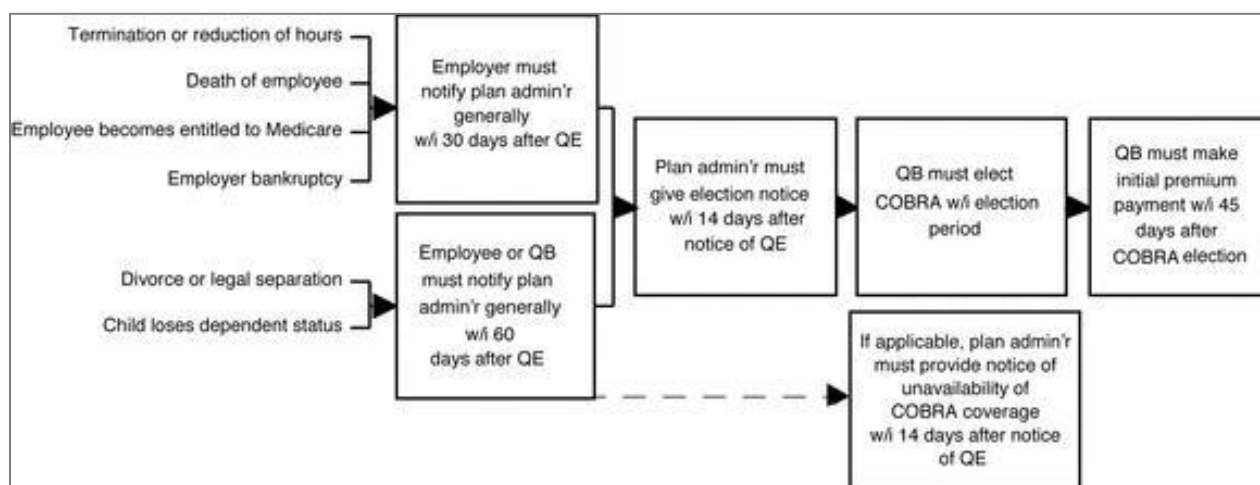 Termination or reduction of hours
Death of employee
Employee becomes entitled to Medicare
Employer bankruptcy
Employer must
notify plan admin'r
generally
w/i 30 days after QE
Divorce or legal separation
Child loses dependent status
Employee or QB
must notify plan
admin'r generally
w/i 60
days after QE
Plan admin'r must
give election notice
w/i 14 days after
notice of QE
QB must elect
COBRA w/i election
period
QB must make
initial premium
payment w/i 45
days after
COBRA election
If applicable, plan admin'r
must provide notice of
unavailability of
COBRA coverage
w/i 14 days after notice
of QE